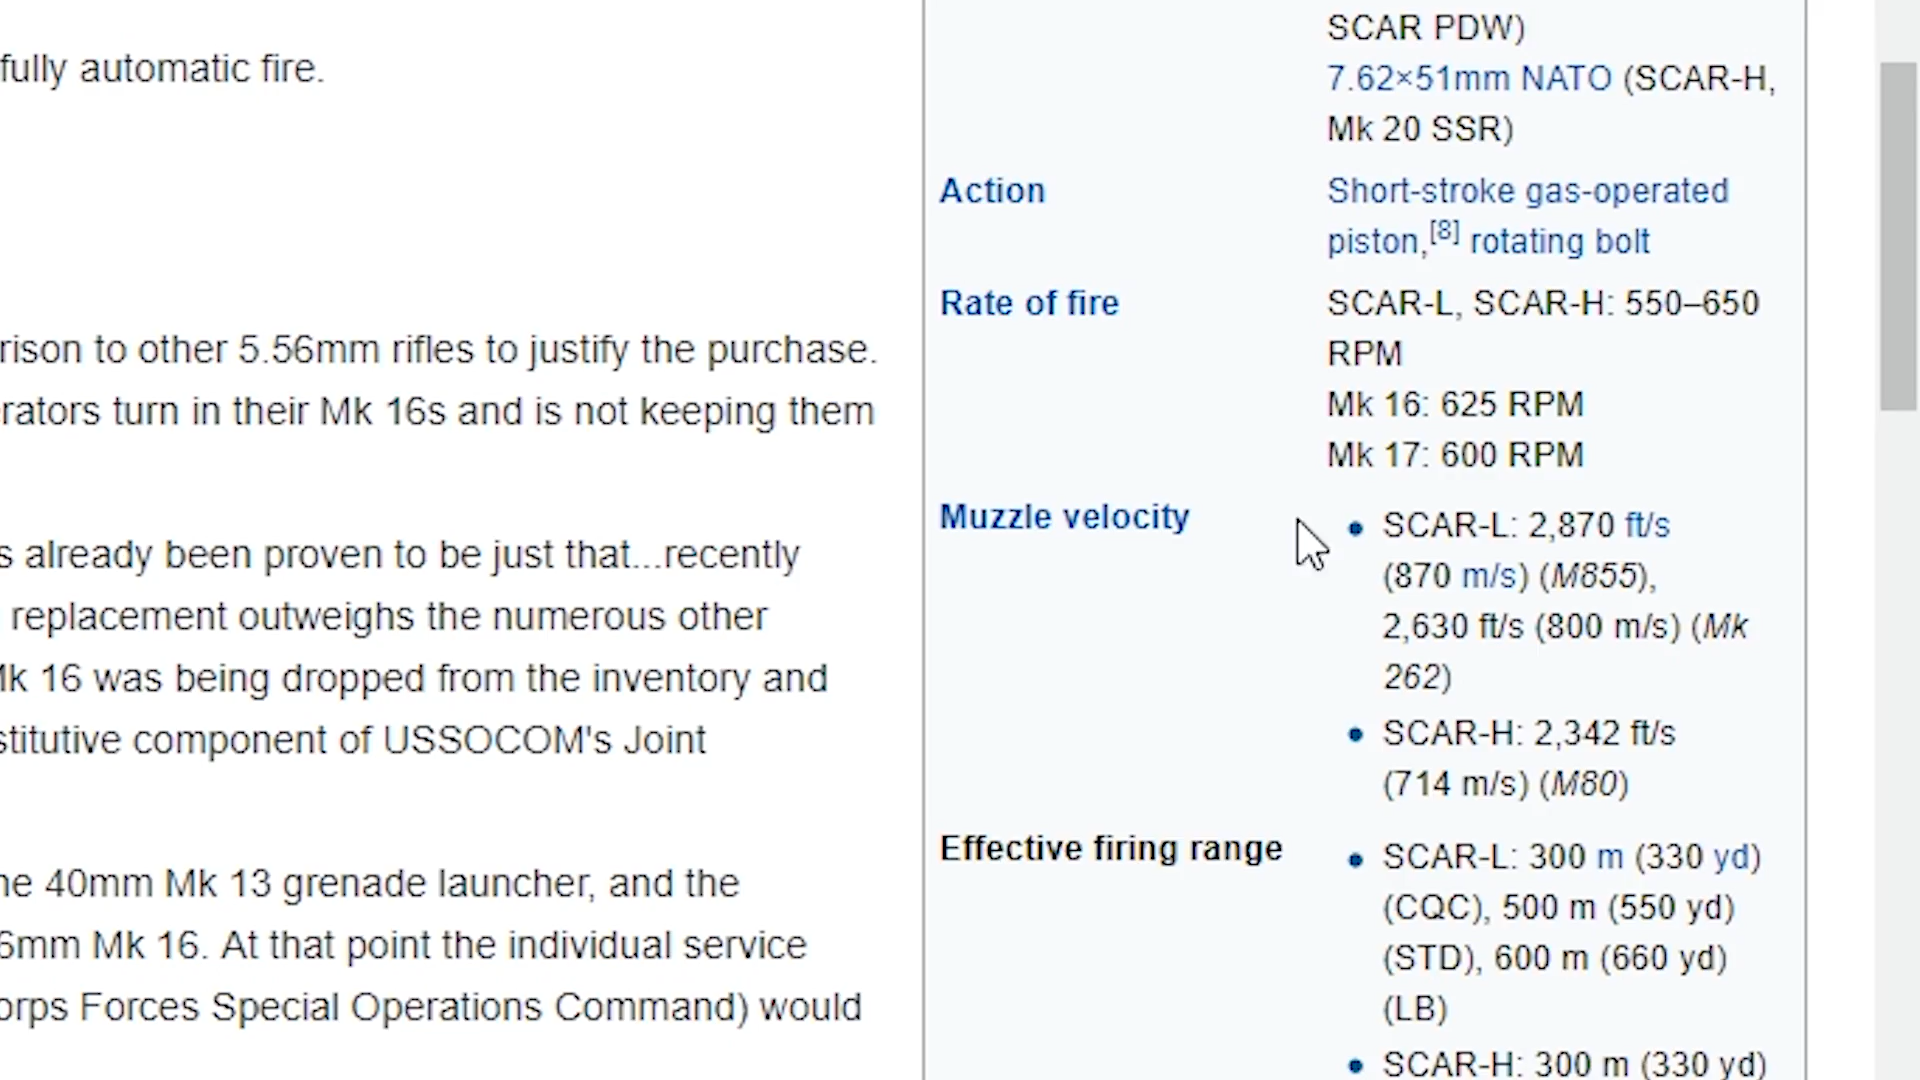 fully automatic fire.
rison to other 5.56mm rifles to justify the purchase.
rators turn in their Mk 16s and is not keeping them
s already been proven to be just that...recently
replacement outweighs the numerous other
Mk 16 was being dropped from the inventory and
stitutive component of USSOCOM's Joint
ne 40mm Mk 13 grenade launcher, and the
6mm Mk 16. At that point the individual service
orps Forces Special Operations Command) would
SCAR PDW)
7.62×51mm NATO (SCAR-H,
Mk 20 SSR)
Action
Short-stroke gas-operated
piston,[8] rotating bolt
Rate of fire
SCAR-L, SCAR-H: 550–650
RPM
Mk 16: 625 RPM
Mk 17: 600 RPM
Muzzle velocity
• SCAR-L: 2,870 ft/s
(870 m/s) (M855),
2,630 ft/s (800 m/s) (Mk
262)
• SCAR-H: 2,342 ft/s
(714 m/s) (M80)
Effective firing range
• SCAR-L: 300 m (330 yd)
(CQC), 500 m (550 yd)
(STD), 600 m (660 yd)
(LB)
• SCAR-H: 300 m (330 yd)